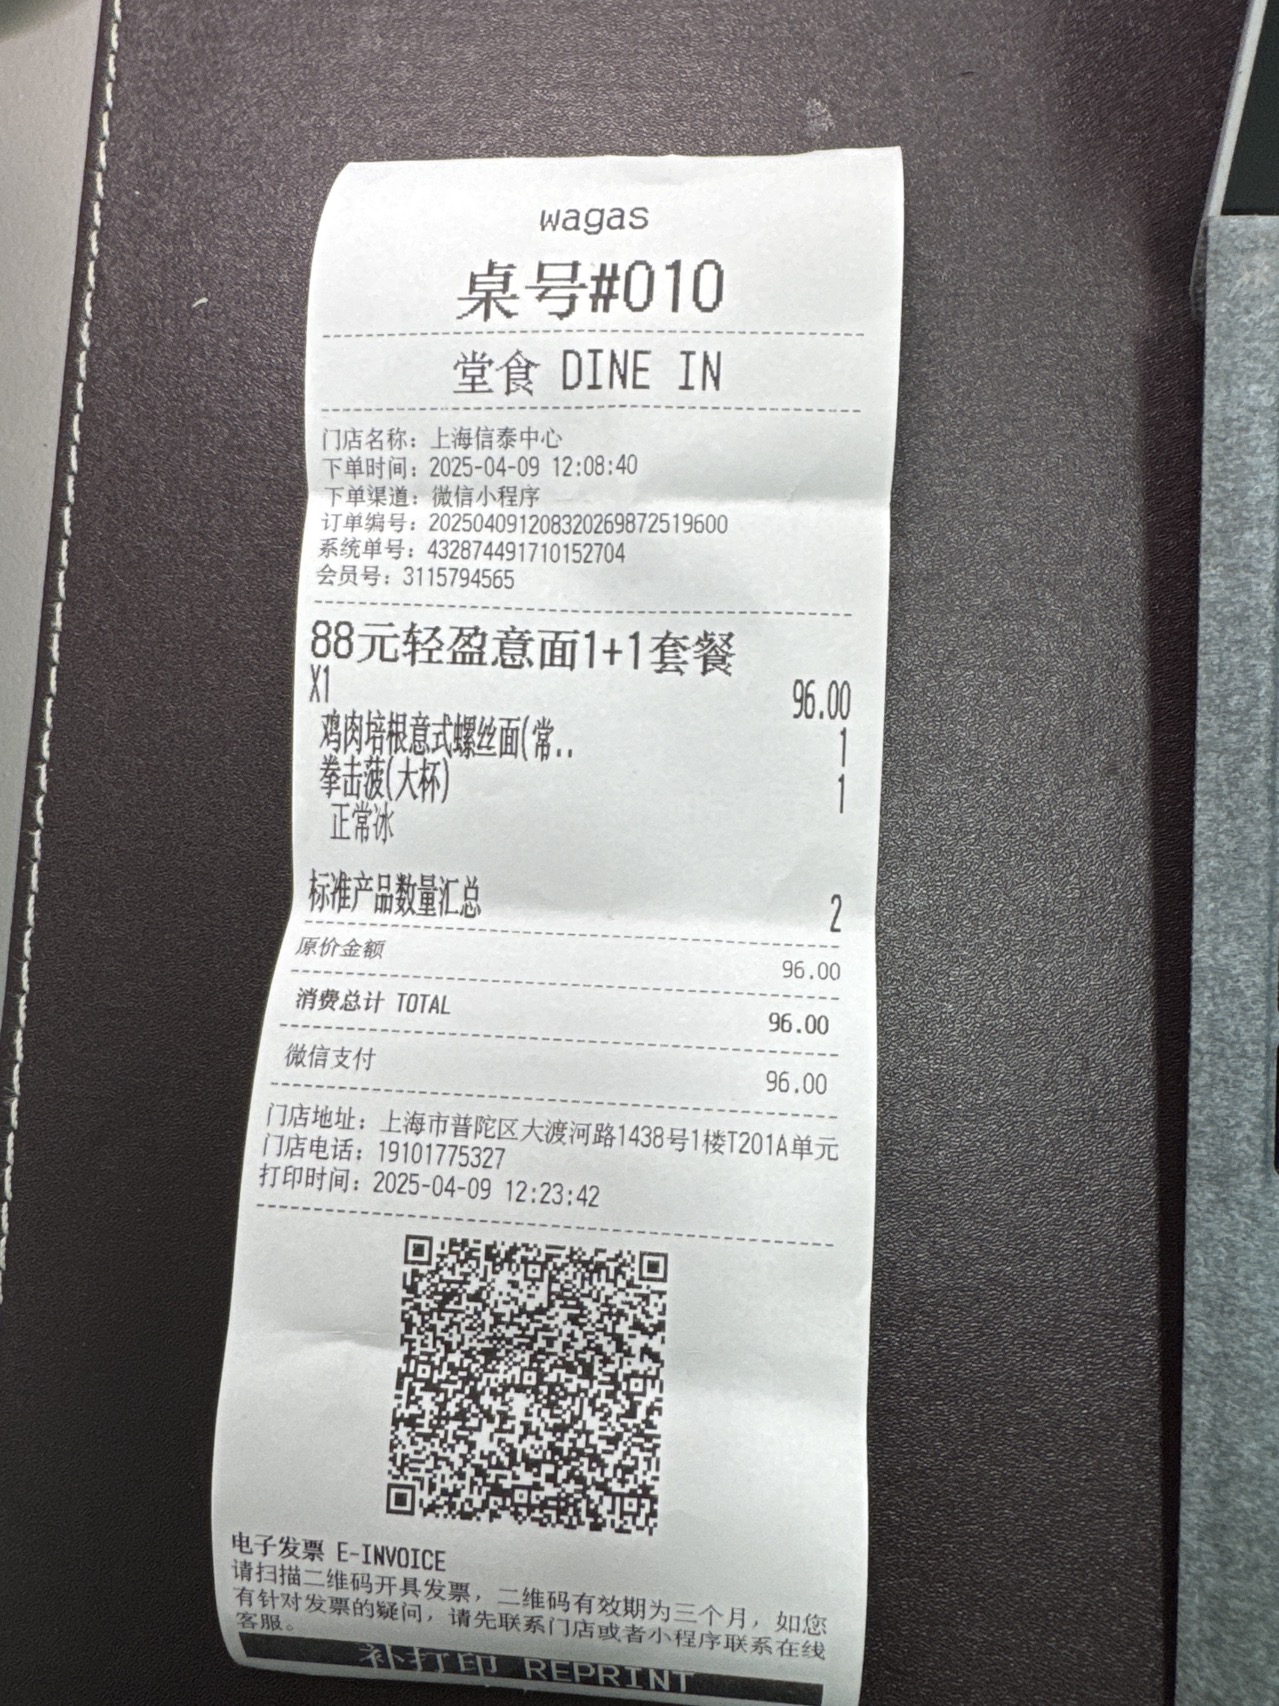 wagas
桌号#010
堂食 DINE IN
门店名称：上海信泰中心
下单时间：2025-04-09 12:08:40
下单渠道：微信小程序
订单编号：202504091208320269872519600
系统单号：432874491710152704
会员号：3115794565
88元轻盈意面1+1套餐
X1 96.00
鸡肉培根意式螺丝面(常.. 1
拳击菠(大杯) 1
正常冰
标准产品数量汇总 2
原价金额 96.00
消费总计 TOTAL 96.00
微信支付 96.00
门店地址：上海市普陀区大渡河路1438号1楼T201A单元
门店电话：19101775327
打印时间：2025-04-09 12:23:42
电子发票 E-INVOICE
请扫描二维码开具发票，二维码有效期为三个月，如您
有针对发票的疑问，请先联系门店或者小程序联系在线
客服。
补打印 REPRINT